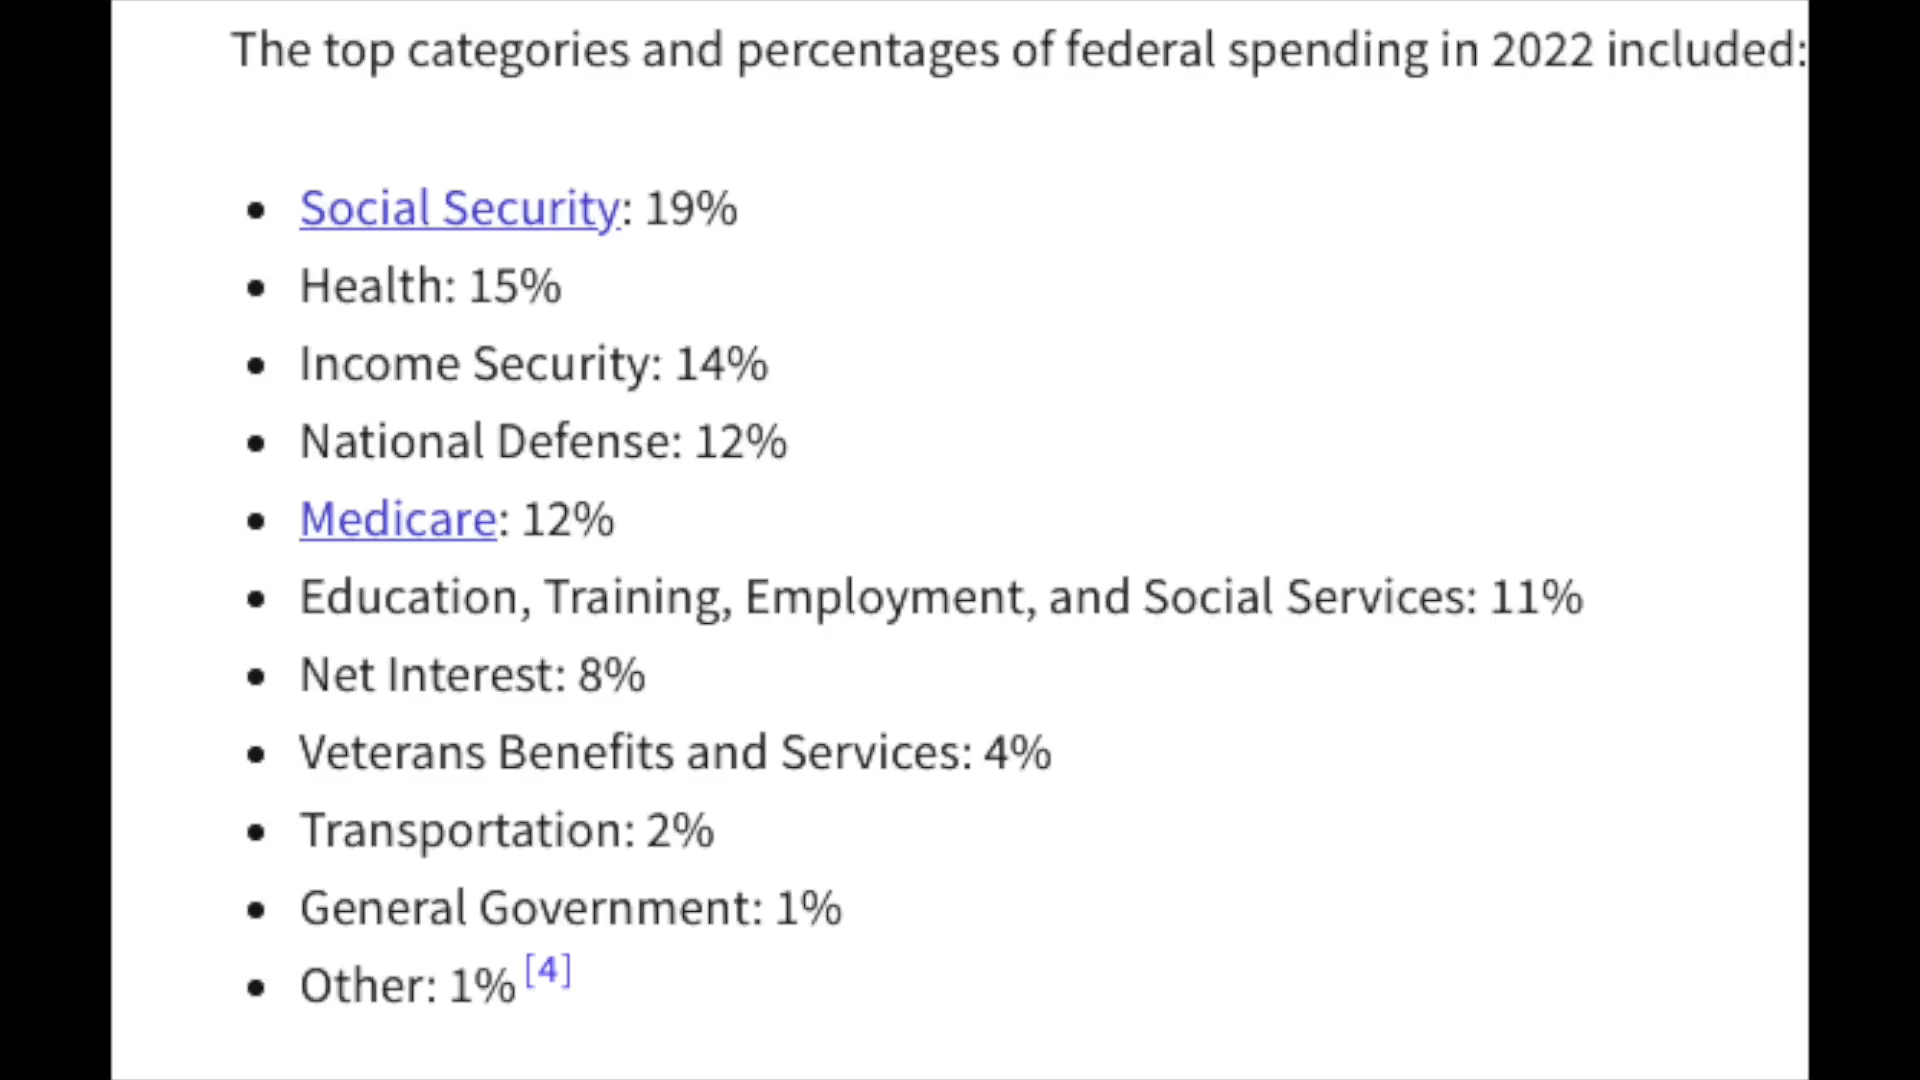 The top categories and percentages of federal spending in 2022 included:
• Social Security: 19%
• Health: 15%
• Income Security: 14%
• National Defense: 12%
• Medicare: 12%
• Education, Training, Employment, and Social Services: 11%
• Net Interest: 8%
• Veterans Benefits and Services: 4%
• Transportation: 2%
• General Government: 1%
• Other: 1% [4]